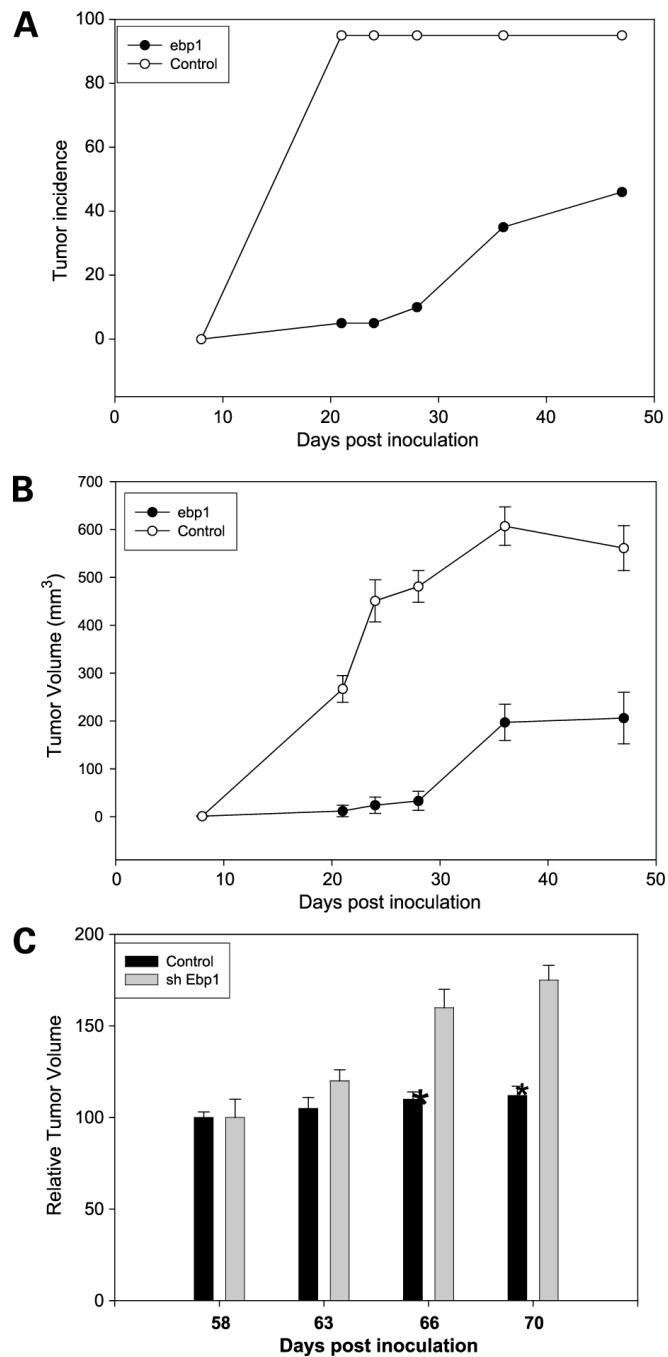 A
100
ebp1
Control
80
60
40
20
0
Tumor incidence
0 10 20 30 40 50
Days post inoculation
B
700
ebp1
Control
600
500
400
300
200
100
0
Tumor Volume (mm³)
0 10 20 30 40 50
Days post inoculation
C
200
Control
sh Ebp1
150
100
50
0
Relative Tumor Volume
* *
58 63 66 70
Days post inoculation